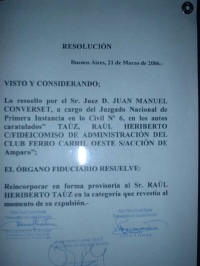 RESOLUCIÓN
Buenos Aires, 21 de Marzo de 2006.-
VISTO Y CONSIDERANDO;
Lo resuelto por el Sr. Juez D. JUAN MANUEL
CONVERSET, a cargo del Juzgado Nacional de
Primera Instancia en lo Civil Nº 6, en los autos
caratulados" TAÚZ, RAÚL HERIBERTO
C/FIDEICOMISO DE ADMINISTRACIÓN DEL
CLUB FERRO CARRIL OESTE S/ACCIÓN DE
Amparo";
EL ÓRGANO FIDUCIARIO RESUELVE:
Reincorporar en forma provisoria al Sr. RAÚL
HERIBERTO TAÚZ en la categoría que revestía al
momento de su expulsión.-